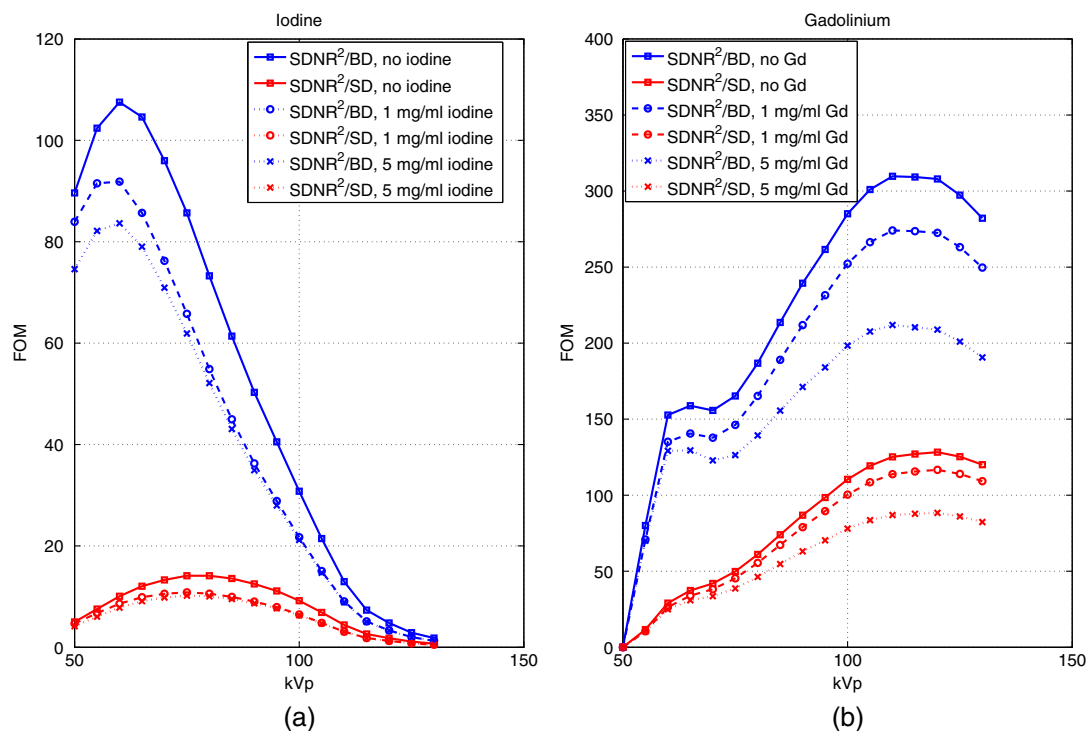 Iodine
120
100
80
60
40
20
0
FOM
50
100
150
kVp
SDNR²/BD, no iodine
SDNR²/SD, no iodine
SDNR²/BD, 1 mg/ml iodine
SDNR²/SD, 1 mg/ml iodine
SDNR²/BD, 5 mg/ml iodine
SDNR²/SD, 5 mg/ml iodine
(a)
Gadolinium
400
350
300
250
200
150
100
50
0
FOM
50
100
150
kVp
SDNR²/BD, no Gd
SDNR²/SD, no Gd
SDNR²/BD, 1 mg/ml Gd
SDNR²/SD, 1 mg/ml Gd
SDNR²/BD, 5 mg/ml Gd
SDNR²/SD, 5 mg/ml Gd
(b)